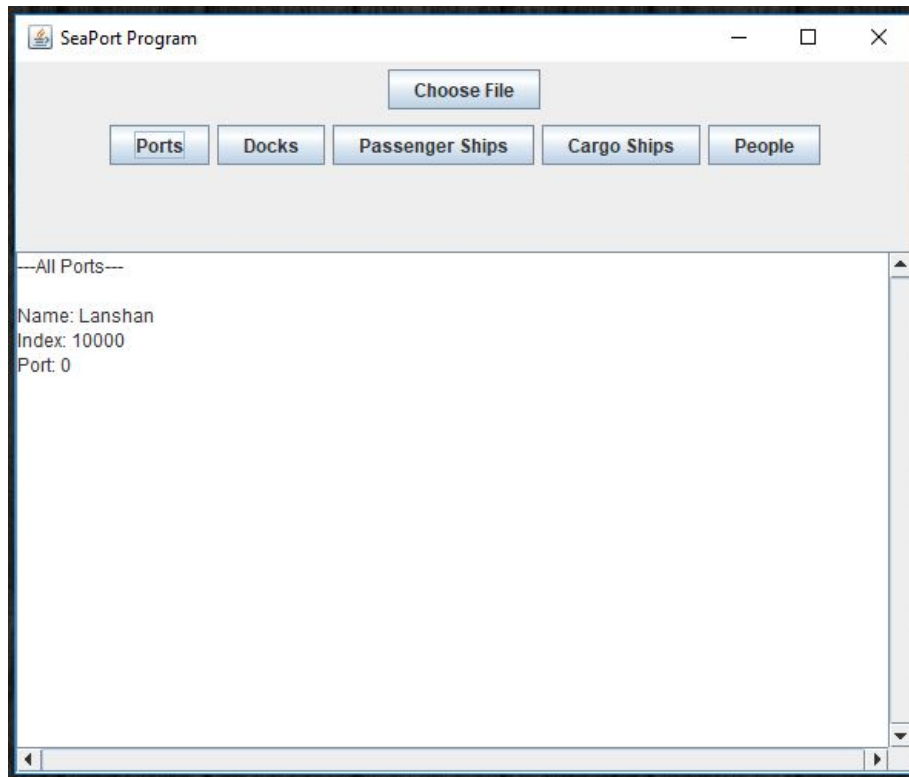 SeaPort Program
Choose File
Ports Docks Passenger Ships Cargo Ships People
---All Ports---
Name: Lanshan
Index: 10000
Port: 0